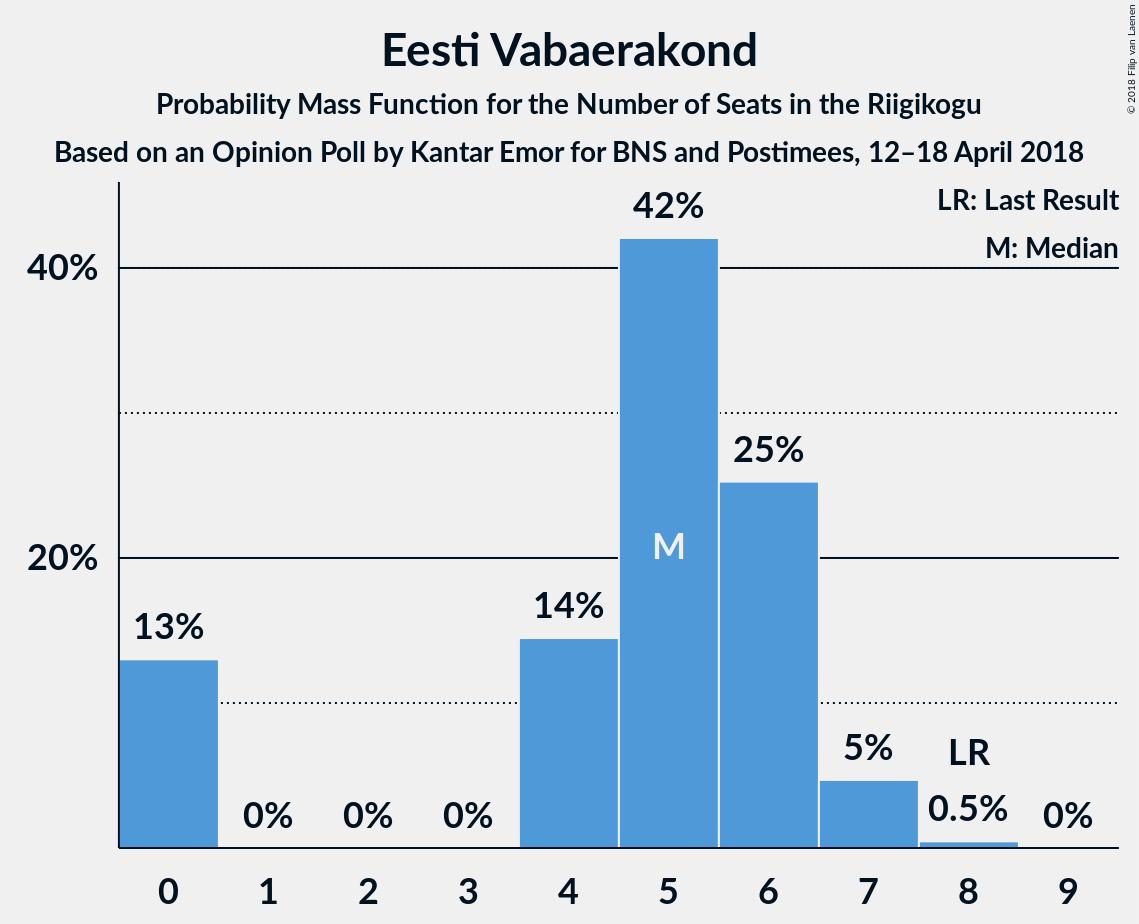 Eesti Vabaerakond
Probability Mass Function for the Number of Seats in the Riigikogu
Based on an Opinion Poll by Kantar Emor for BNS and Postimees, 12–18 April 2018
© 2018 Filip van Laenen
LR: Last Result
M: Median
40%
20%
13%
0%
0%
0%
14%
42%
M
25%
5%
LR
0.5%
0%
0 1 2 3 4 5 6 7 8 9